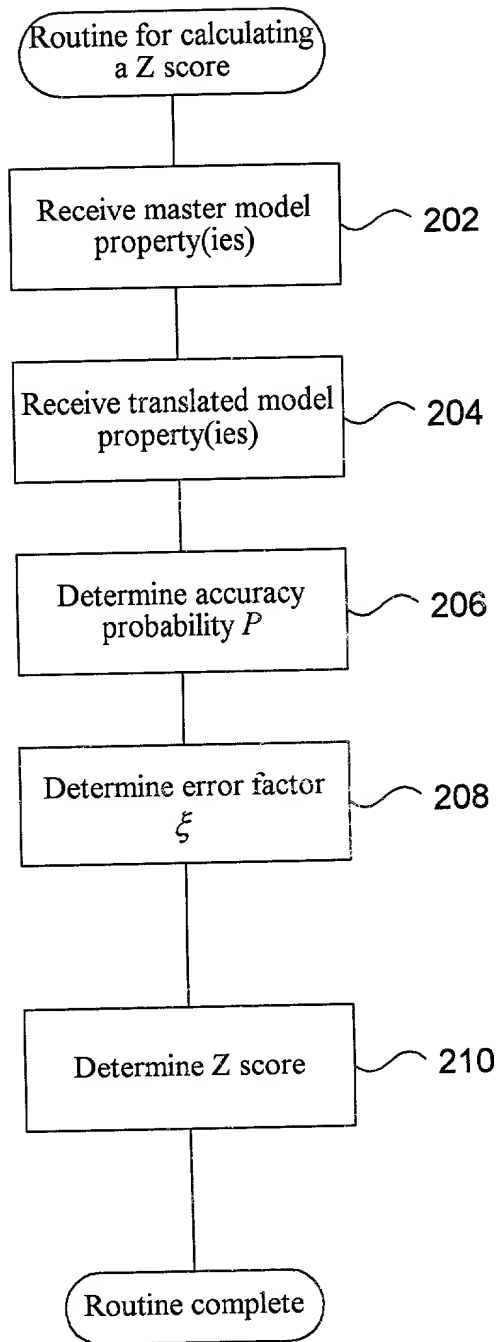 Routine for calculating
a Z score
Receive master model
property(ies)
202
Receive translated model
property(ies)
204
Determine accuracy
probability P
206
Determine error factor
ξ
208
Determine Z score
210
Routine complete